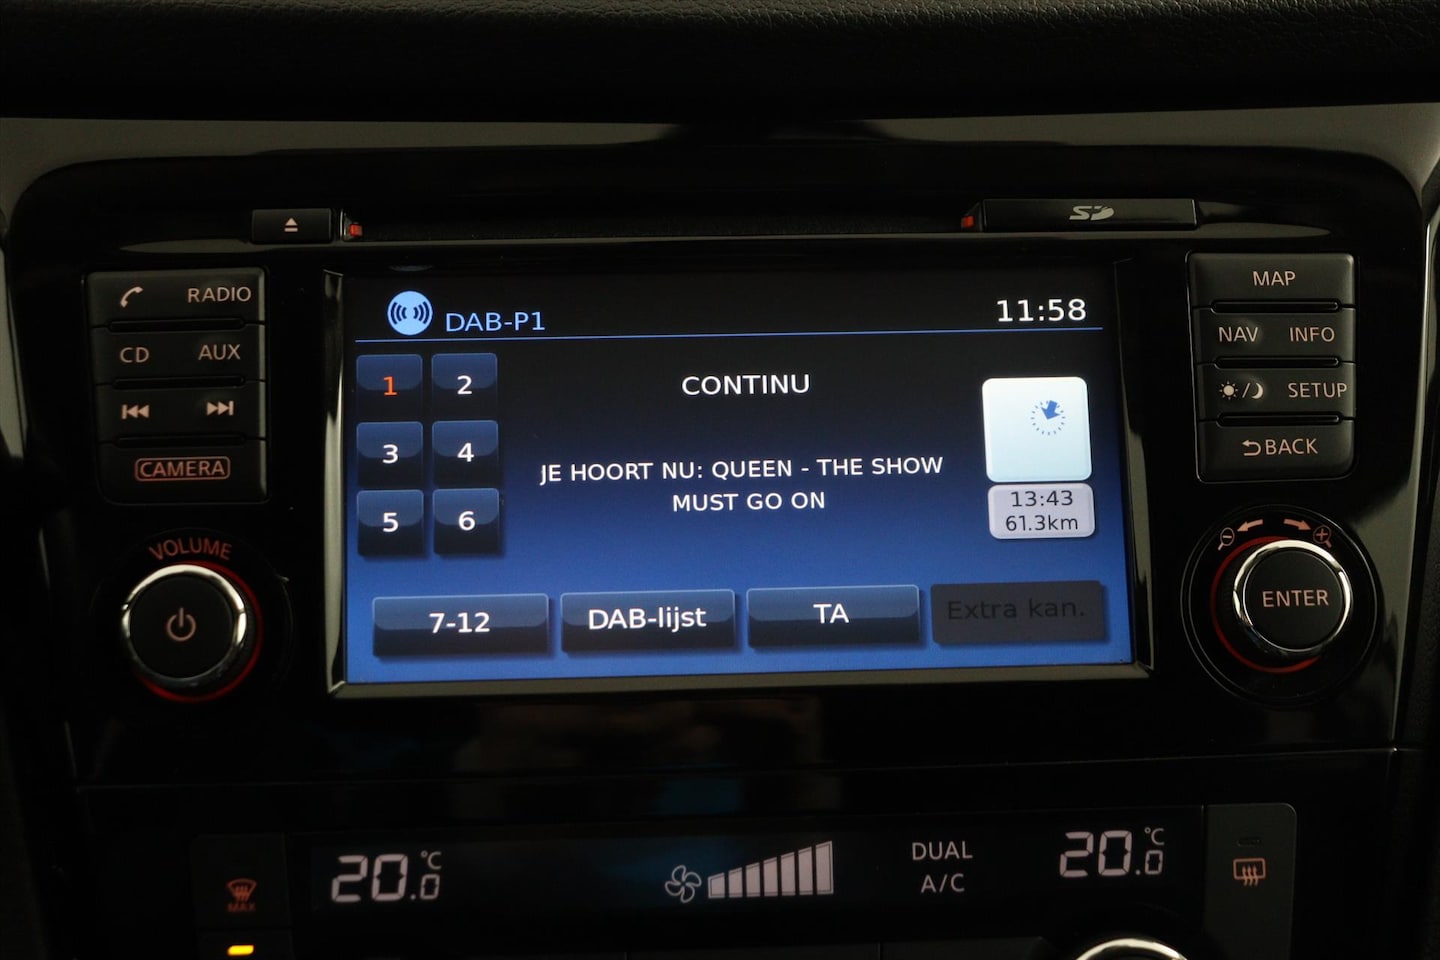 SD
RADIO
CD AUX
CAMERA
VOLUME
DAB-P1
11:58
1 2
3 4
5 6
CONTINU
JE HOORT NU: QUEEN - THE SHOW
MUST GO ON
13:43
61.3km
7-12 DAB-lijst TA Extra kan.
MAP
NAV INFO
SETUP
BACK
ENTER
MAX
20.0°C
DUAL
A/C
20.0°C